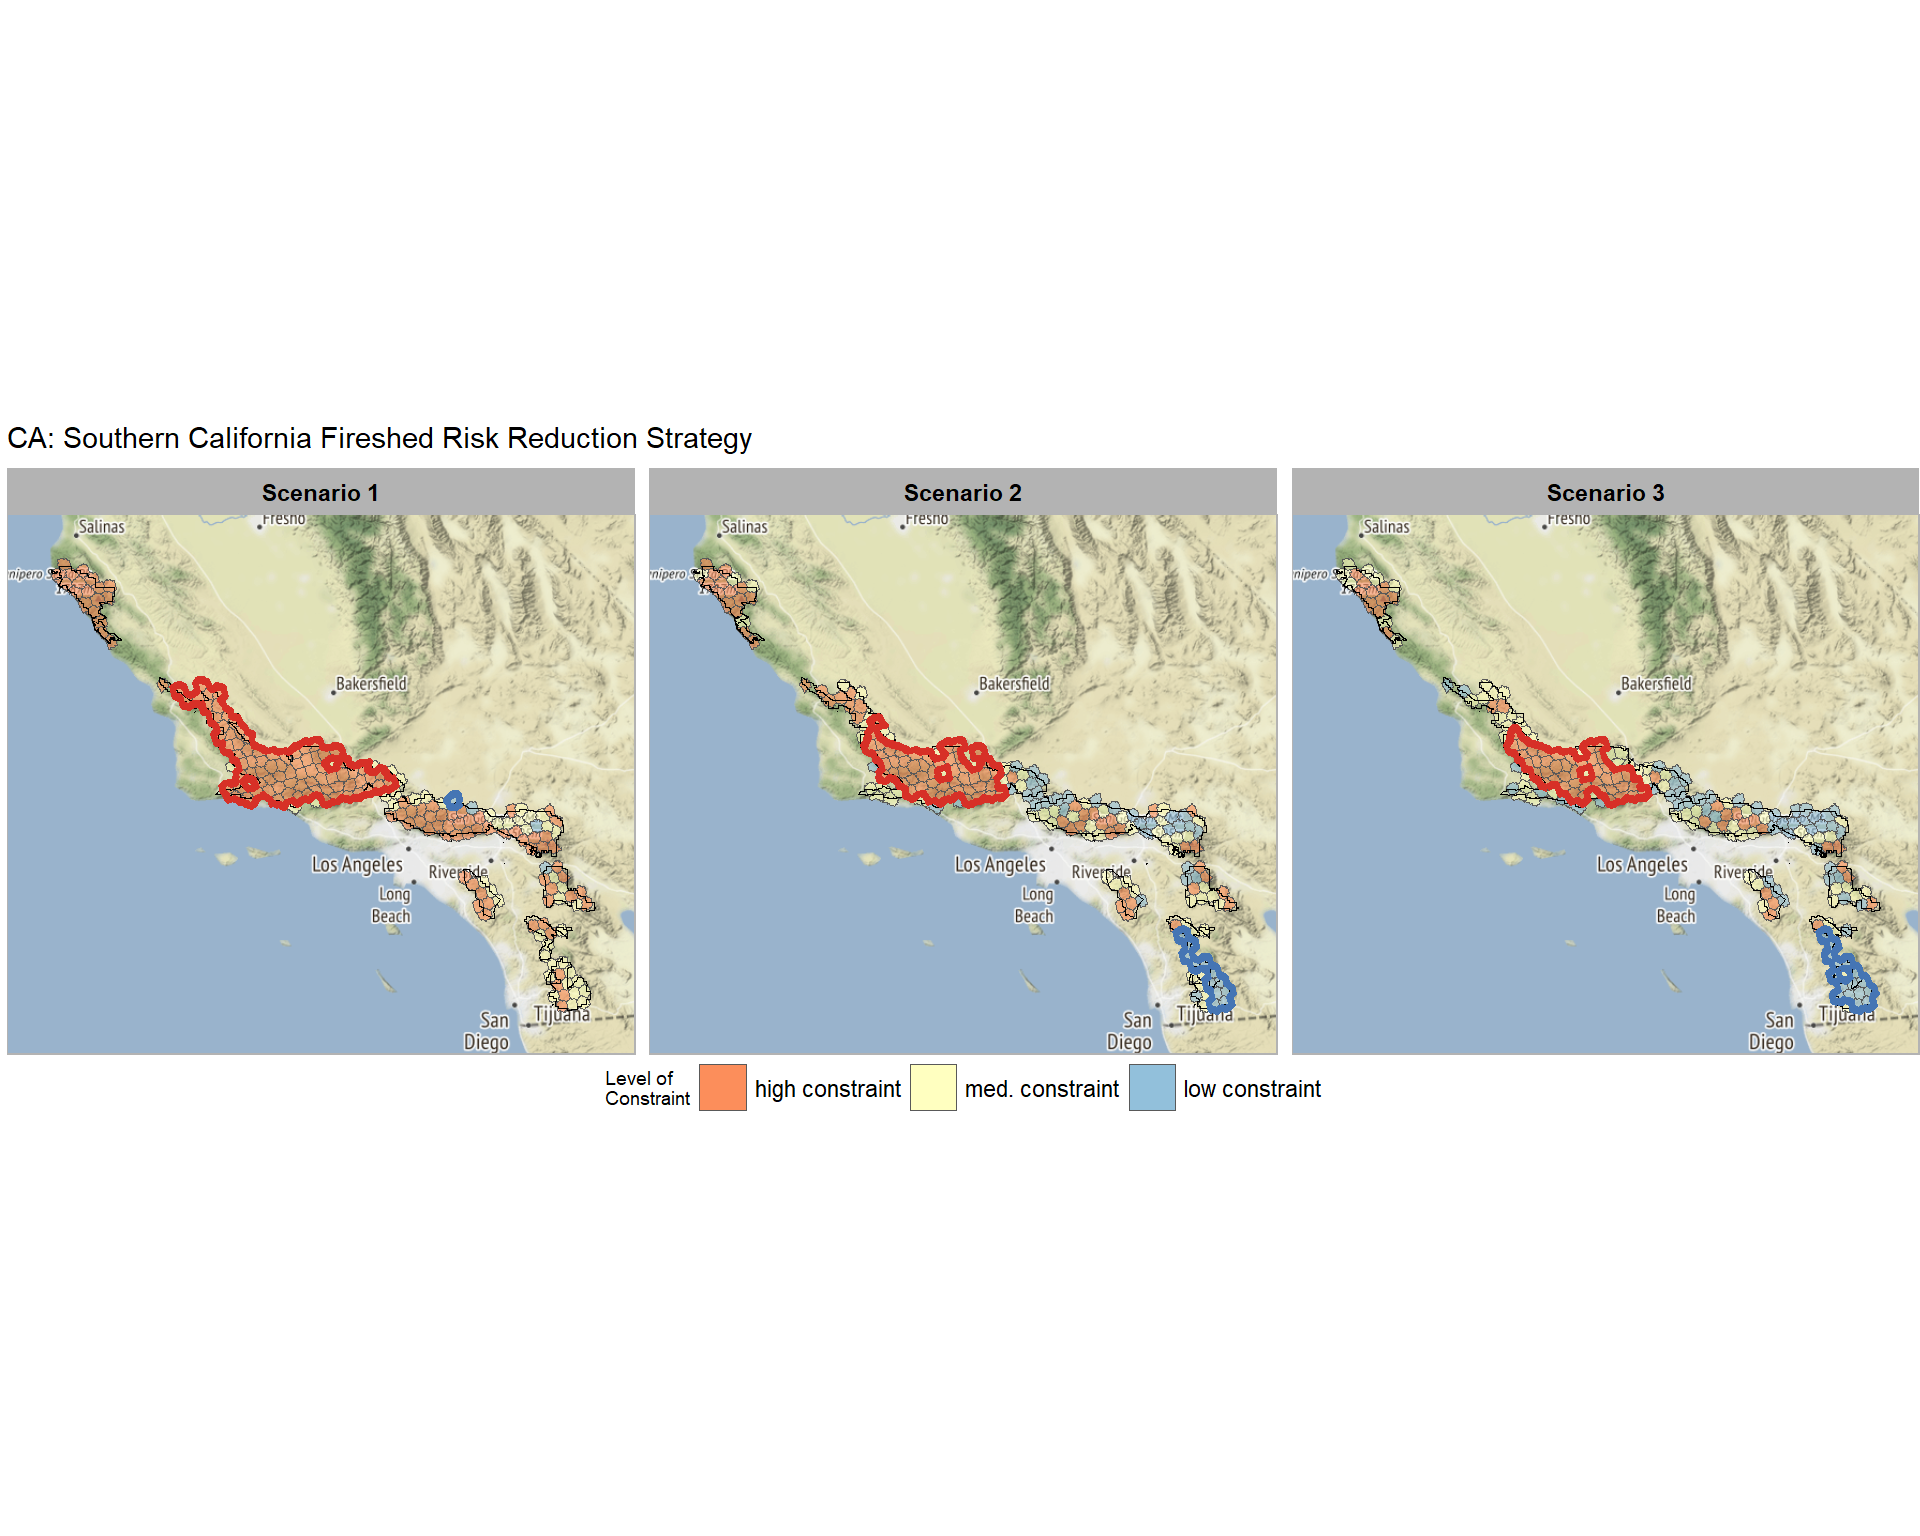 CA: Southern California Fireshed Risk Reduction Strategy
Scenario 1
Scenario 2
Scenario 3
Salinas
Fresno
nipero
Bakersfield
Los Angeles
Riverside
Long
Beach
San
Diego
Tijuana
Salinas
Fresno
nipero
Bakersfield
Los Angeles
Riverside
Long
Beach
San
Diego
Tijuana
Salinas
Fresno
nipero
Bakersfield
Los Angeles
Riverside
Long
Beach
San
Diego
Tijuana
Level of
Constraint
high constraint
med. constraint
low constraint